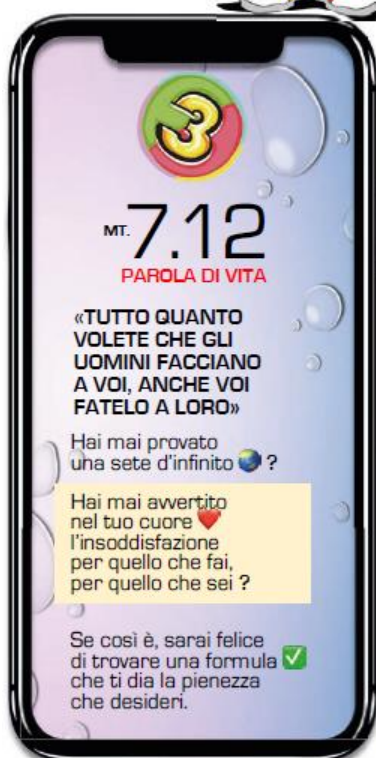 3
MT. 7.12
PAROLA DI VITA
«TUTTO QUANTO
VOLETE CHE GLI
UOMINI FACCIANO
A VOI, ANCHE VOI
FATELO A LORO»
Hai mai provato
una sete d'infinito 🌏 ?
Hai mai avvertito
nel tuo cuore ❤️
l'insoddisfazione
per quello che fai,
per quello che sei ?
Se così è, sarai felice
di trovare una formula ✅
che ti dia la pienezza
che desideri.